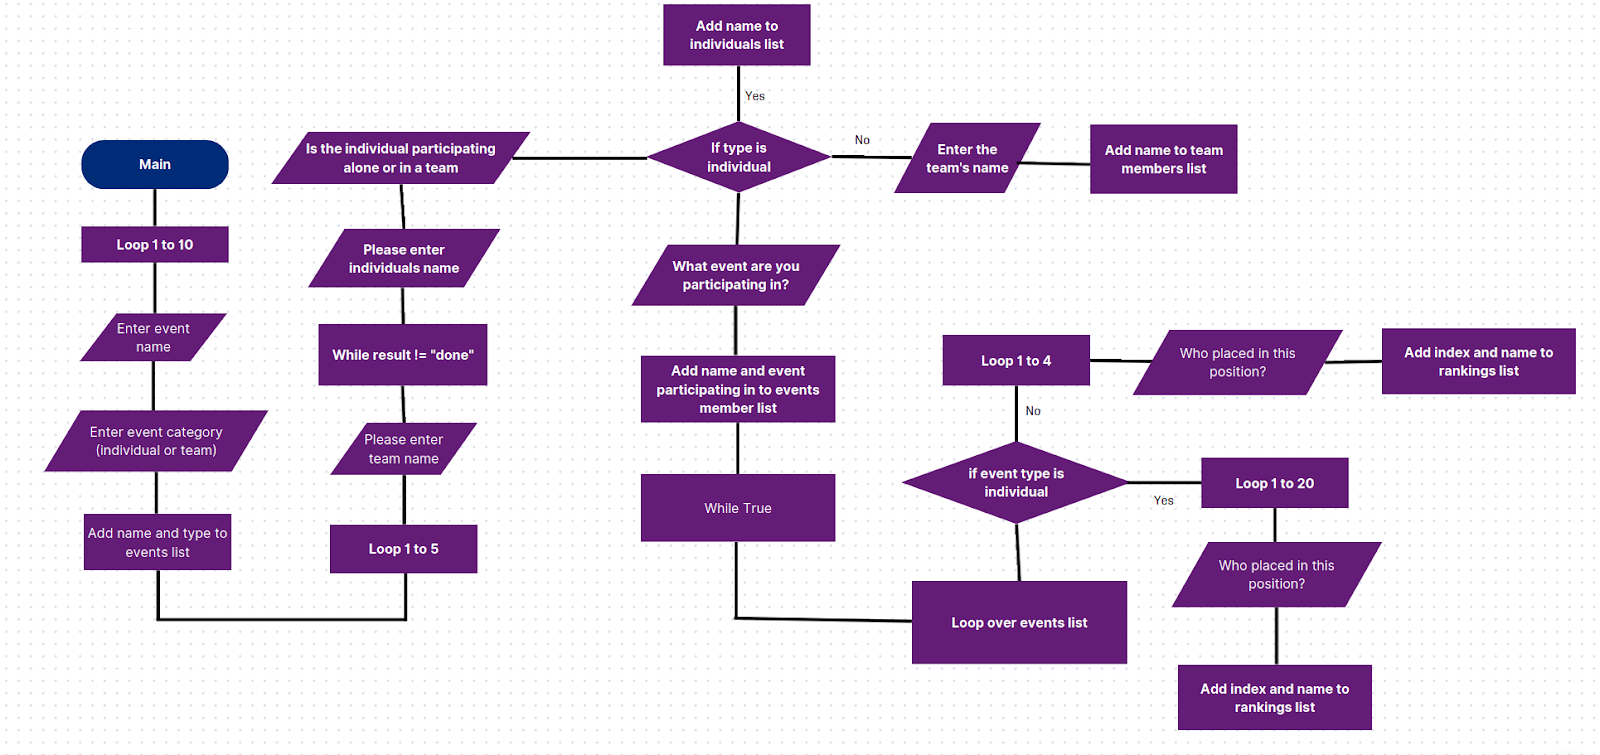 Main
Loop 1 to 10
Enter event
name
Enter event category
(individual or team)
Add name and type to
events list
Loop 1 to 5
Please enter
team name
While result != "done"
Please enter
individuals name
Is the individual participating
alone or in a team
If type is
individual
Yes
Add name to
individuals list
No
Enter the
team's name
Add name to team
members list
What event are you
participating in?
Add name and event
participating in to events
member list
While True
Loop over events list
if event type is
individual
No
Loop 1 to 4
Who placed in this
position?
Add index and name to
rankings list
Yes
Loop 1 to 20
Who placed in this
position?
Add index and name to
rankings list